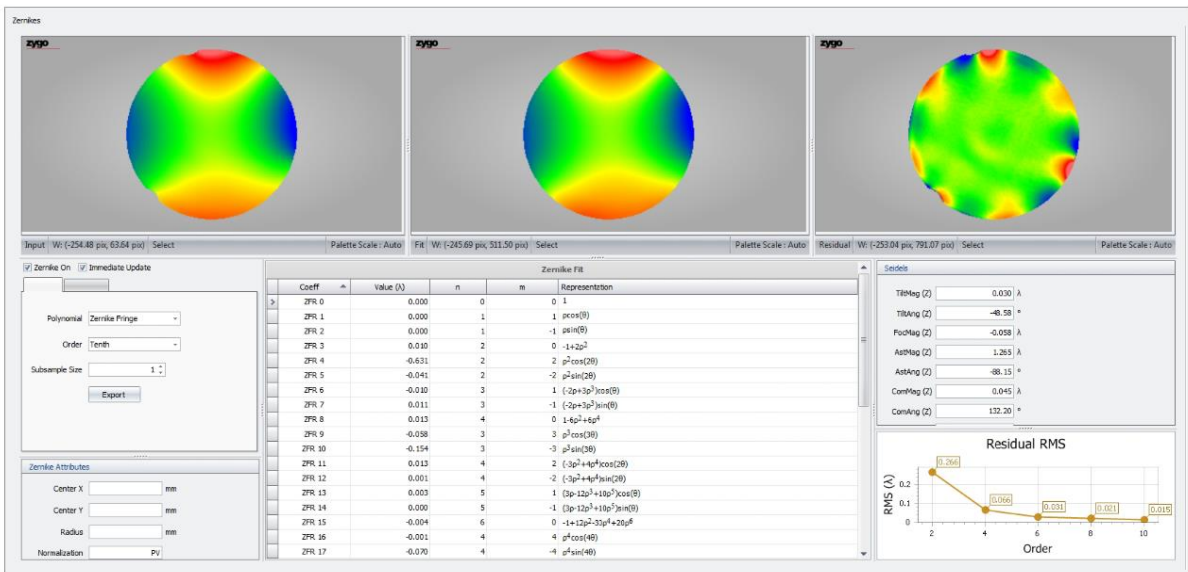 Zernikes
zygo
zygo
zygo
Input W: (-254.48 pix, 63.64 pix) Select Palette Scale : Auto
Fit W: (-245.69 pix, 511.50 pix) Select Palette Scale : Auto
Residual W: (-253.04 pix, 791.07 pix) Select Palette Scale : Auto
Zernike On Immediate Update
Polynomial Zernike Fringe
Order Tenth
Subsample Size 1
Export
Zernike Attributes
Center X mm
Center Y mm
Radius mm
Normalization PV
Zernike Fit
Coeff Value (λ) n m Representation
ZFR 0 0.000 0 0 1
ZFR 1 0.000 1 1 ρcos(θ)
ZFR 2 0.000 1 -1 ρsin(θ)
ZFR 3 0.010 2 0 -1+2ρ²
ZFR 4 -0.631 2 2 ρ²cos(2θ)
ZFR 5 -0.041 2 -2 ρ²sin(2θ)
ZFR 6 -0.010 3 1 (-2ρ+3ρ³)cos(θ)
ZFR 7 0.011 3 -1 (-2ρ+3ρ³)sin(θ)
ZFR 8 0.013 4 0 1-6ρ²+6ρ⁴
ZFR 9 -0.058 3 3 ρ³cos(3θ)
ZFR 10 -0.154 3 -3 ρ³sin(3θ)
ZFR 11 0.013 4 2 (-3ρ²+4ρ⁴)cos(2θ)
ZFR 12 0.001 4 -2 (-3ρ²+4ρ⁴)sin(2θ)
ZFR 13 0.003 5 1 (3ρ-12ρ³+10ρ⁵)cos(θ)
ZFR 14 0.000 5 -1 (3ρ-12ρ³+10ρ⁵)sin(θ)
ZFR 15 -0.004 6 0 -1+12ρ²-30ρ⁴+20ρ⁶
ZFR 16 -0.001 4 4 ρ⁴cos(4θ)
ZFR 17 -0.070 4 -4 ρ⁴sin(4θ)
Seidels
TiltMag (Z) 0.030 λ
TiltAng (Z) -48.58 °
FocMag (Z) -0.058 λ
AstMag (Z) 1.265 λ
AstAng (Z) -88.15 °
ComMag (Z) 0.045 λ
ComAng (Z) 132.20 °
Residual RMS
RMS (λ)
0.2
0.1
0
0.266
0.066
0.031
0.021
0.015
2 4 6 8 10
Order